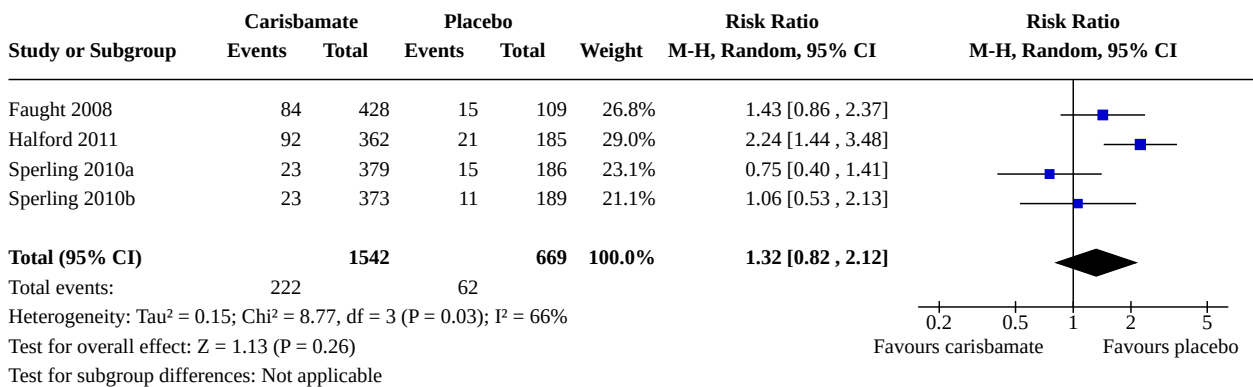 Carisbamate Placebo Risk Ratio Risk Ratio
Study or Subgroup Events Total Events Total Weight M-H, Random, 95% CI M-H, Random, 95% CI
Faught 2008 84 428 15 109 26.8% 1.43 [0.86 , 2.37]
Halford 2011 92 362 21 185 29.0% 2.24 [1.44 , 3.48]
Sperling 2010a 23 379 15 186 23.1% 0.75 [0.40 , 1.41]
Sperling 2010b 23 373 11 189 21.1% 1.06 [0.53 , 2.13]
Total (95% CI) 1542 669 100.0% 1.32 [0.82 , 2.12]
Total events: 222 62
Heterogeneity: Tau² = 0.15; Chi² = 8.77, df = 3 (P = 0.03); I² = 66%
0.2 0.5 1 2 5
Test for overall effect: Z = 1.13 (P = 0.26)
Favours carisbamate Favours placebo
Test for subgroup differences: Not applicable